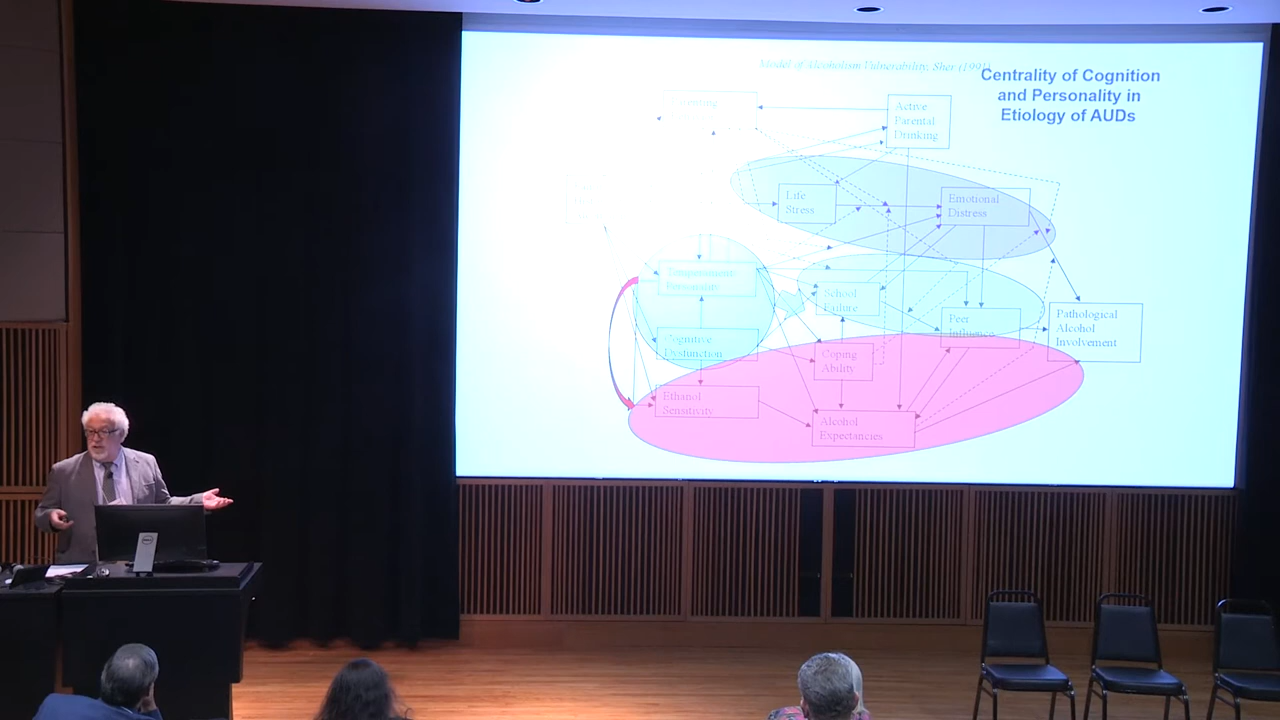 Model of Alcoholism Vulnerability, Sher (1991)
Centrality of Cognition
and Personality in
Etiology of AUDs
Active
Parental
Drinking
Life
Stress
Emotional
Distress
Temperament
Personality
School
Failure
Peer
Influence
Pathological
Alcohol
Involvement
Cognitive
Dysfunction
Coping
Ability
Ethanol
Sensitivity
Alcohol
Expectancies
DELL